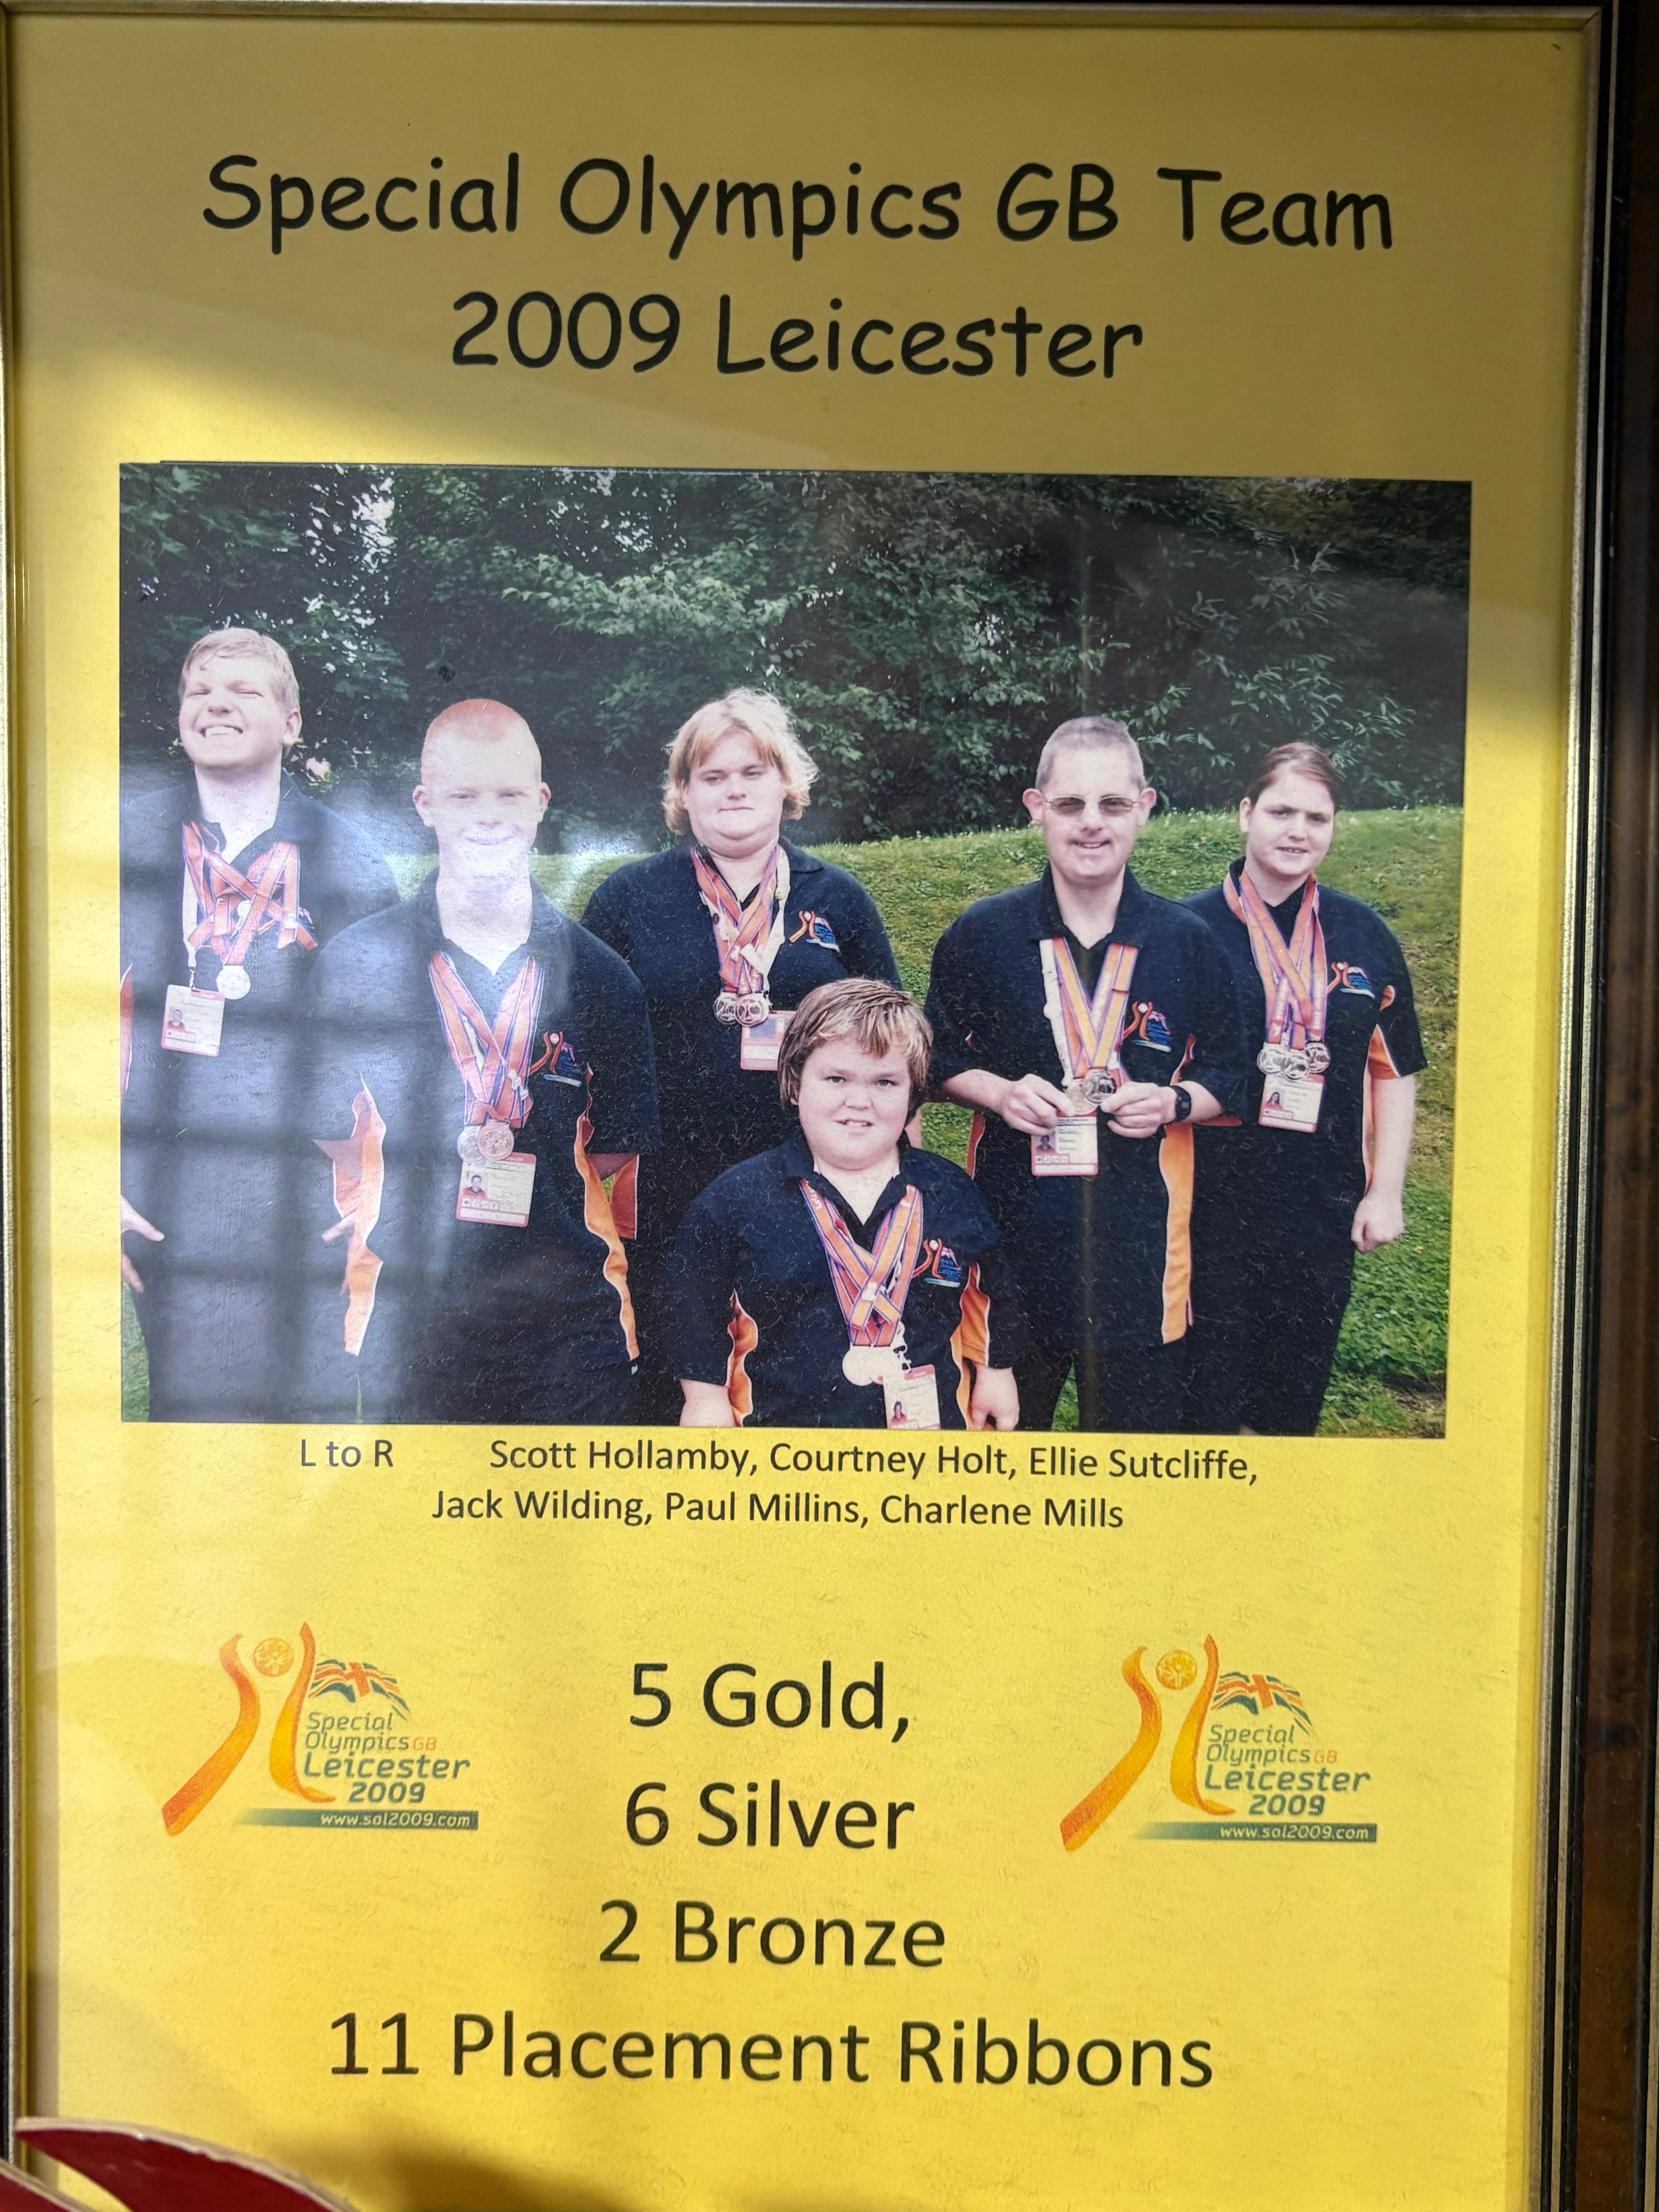 Special Olympics GB Team
2009 Leicester
L to R Scott Hollamby, Courtney Holt, Ellie Sutcliffe,
Jack Wilding, Paul Millins, Charlene Mills
Special
Olympics GB
Leicester
2009
www.sol2009.com
5 Gold,
6 Silver
2 Bronze
11 Placement Ribbons
Special
Olympics GB
Leicester
2009
www.sol2009.com